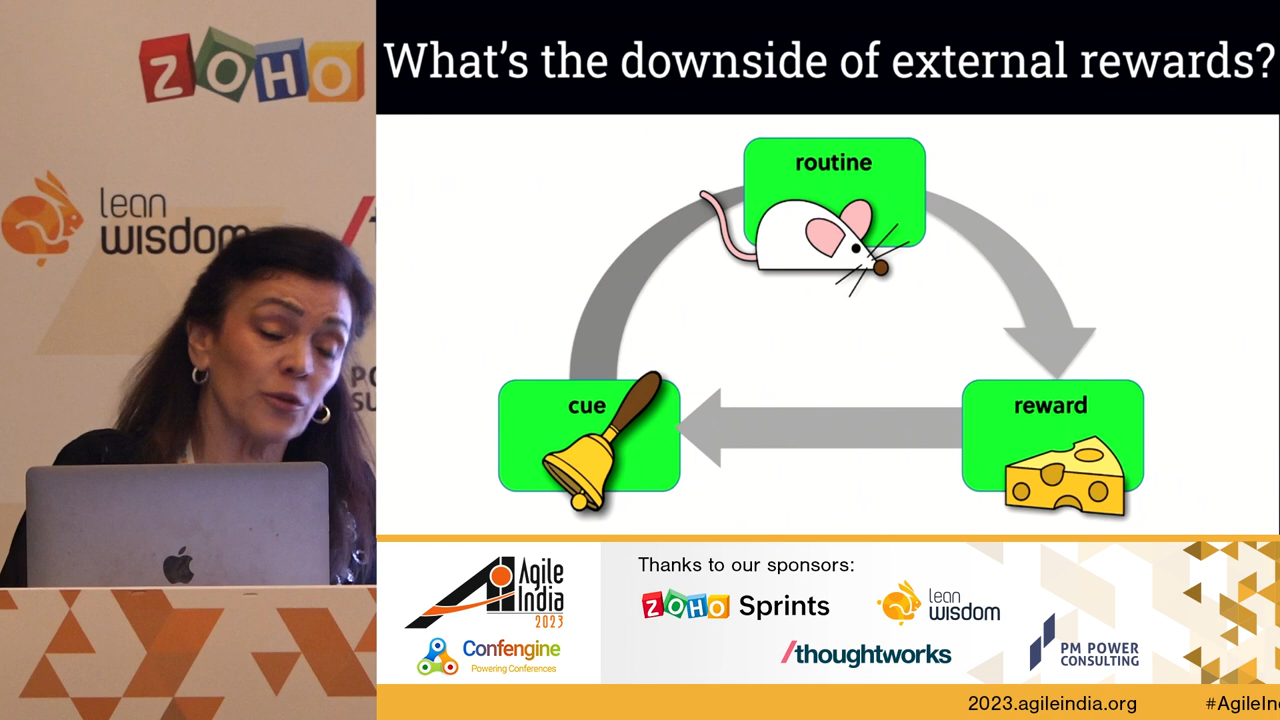 ZOHO
lean
wisdom
What's the downside of external rewards?
routine
cue
reward
Agile
India
2023
Confengine
Powering Conferences
Thanks to our sponsors:
ZOHO Sprints
lean
wisdom
/thoughtworks
PM POWER
CONSULTING
2023.agileindia.org